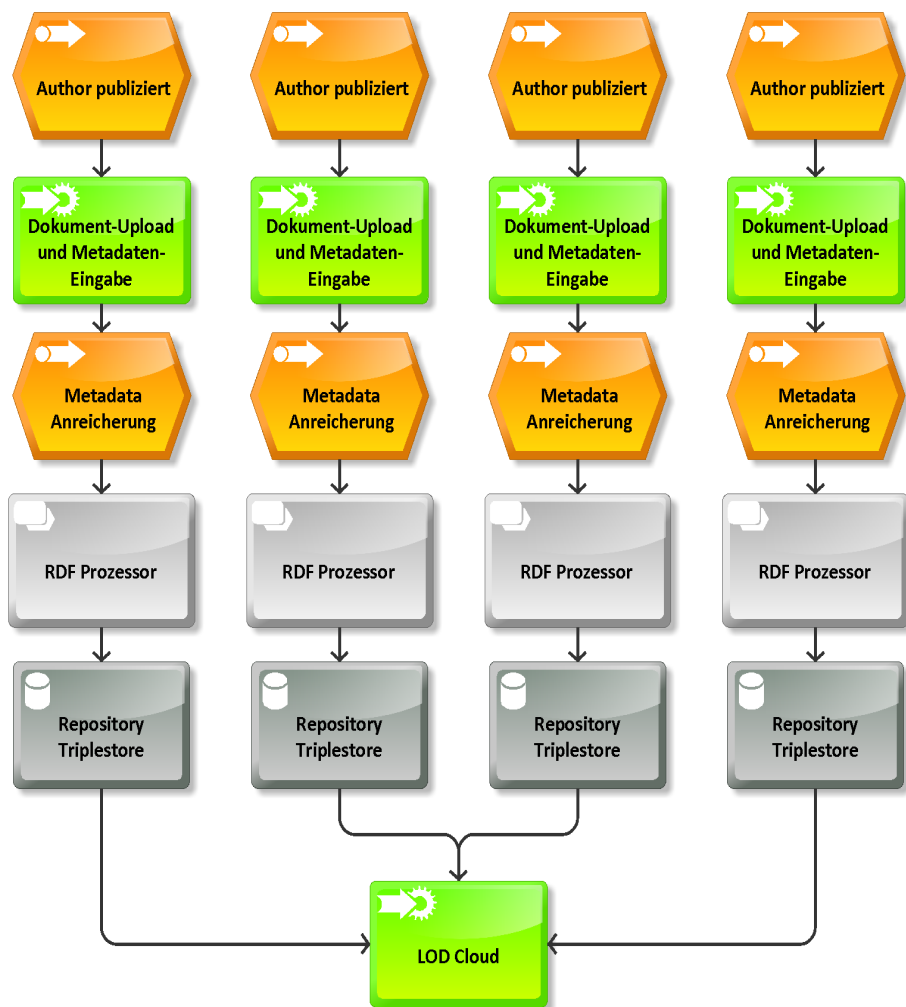 Author publiziert
Author publiziert
Author publiziert
Author publiziert
Dokument-Upload
und Metadaten-
Eingabe
Dokument-Upload
und Metadaten-
Eingabe
Dokument-Upload
und Metadaten-
Eingabe
Dokument-Upload
und Metadaten-
Eingabe
Metadata
Anreicherung
Metadata
Anreicherung
Metadata
Anreicherung
Metadata
Anreicherung
RDF Prozessor
RDF Prozessor
RDF Prozessor
RDF Prozessor
Repository
Triplestore
Repository
Triplestore
Repository
Triplestore
Repository
Triplestore
LOD Cloud